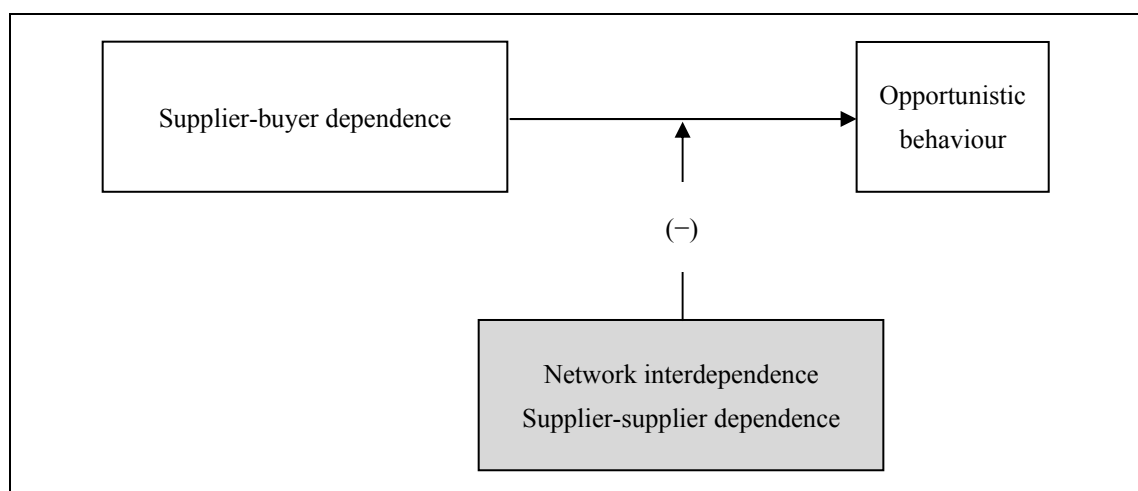 Supplier-buyer dependence
Opportunistic
behaviour
(−)
Network interdependence
Supplier-supplier dependence